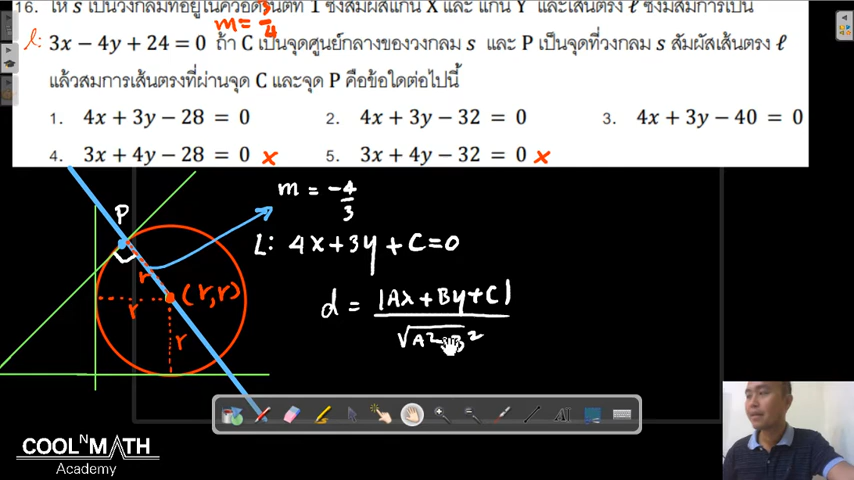 16. ให้ s เป็นวงกลมที่อยู่ในควอดรันต์ที่ 1 ซึ่งสัมผัสแกน X และแกน Y และเส้นตรง ℓ ซึ่งมีสมการเป็น
m = 3/4
ℓ: 3x − 4y + 24 = 0 ถ้า C เป็นจุดศูนย์กลางของวงกลม s และ P เป็นจุดที่วงกลม s สัมผัสเส้นตรง ℓ
แล้วสมการเส้นตรงที่ผ่านจุด C และจุด P คือข้อใดต่อไปนี้
1. 4x + 3y − 28 = 0 2. 4x + 3y − 32 = 0 3. 4x + 3y − 40 = 0
4. 3x + 4y − 28 = 0 x 5. 3x + 4y − 32 = 0 x
m = −4/3
P
L: 4x + 3y + C = 0
r (r,r)
d = |Ax + By + C|
r
r
AI
COOL N MATH
Academy